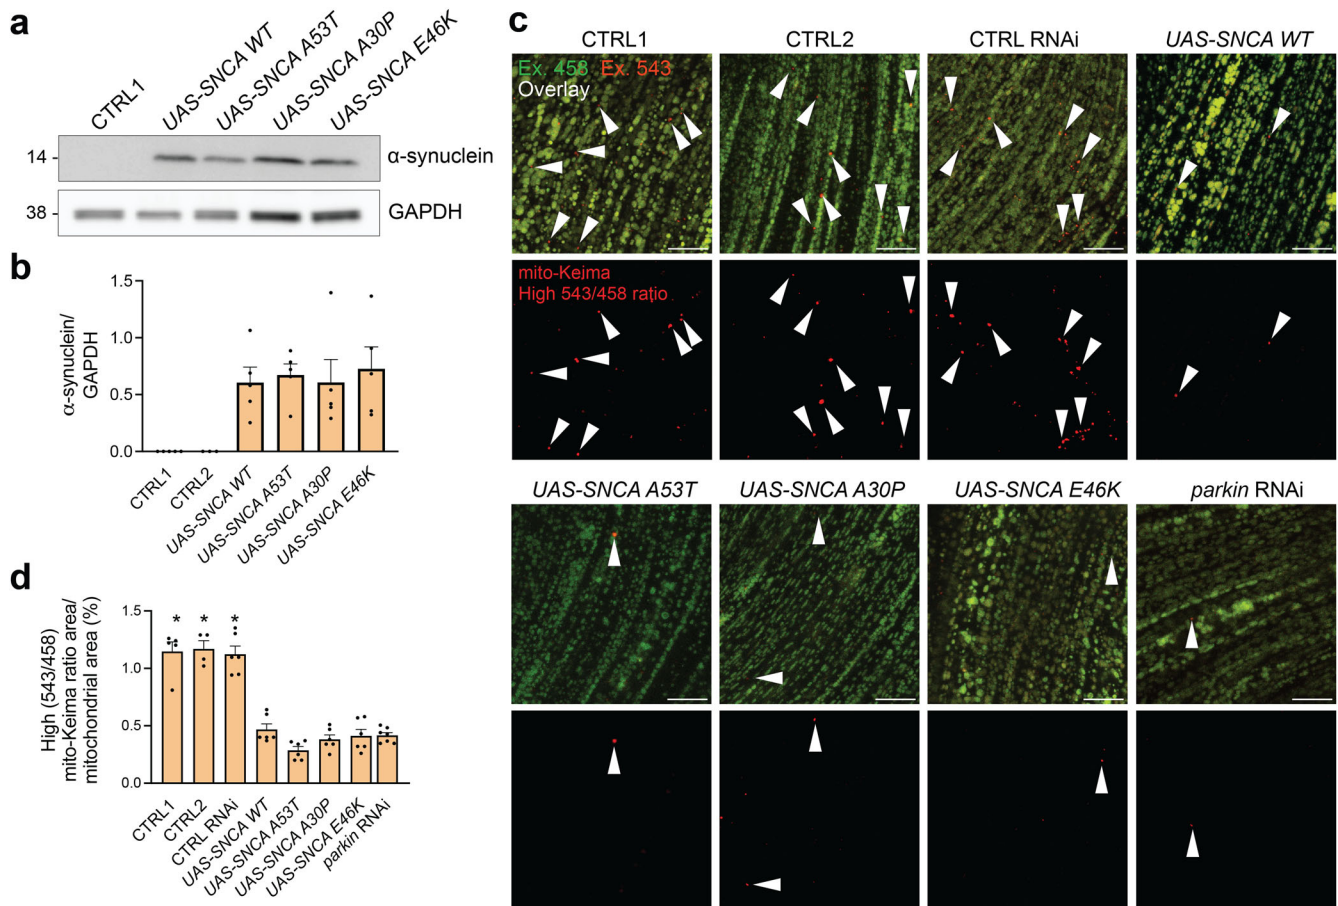 a
CTRL1
UAS-SNCA WT
UAS-SNCA A53T
UAS-SNCA A30P
UAS-SNCA E46K
14 -
α-synuclein
38 -
GAPDH
b
α-synuclein/
GAPDH
1.5
1.0
0.5
0.0
CTRL1
CTRL2
UAS-SNCA WT
UAS-SNCA A53T
UAS-SNCA A30P
UAS-SNCA E46K
c
CTRL1
CTRL2
CTRL RNAi
UAS-SNCA WT
Ex. 458 Ex. 543
Overlay
mito-Keima
High 543/458 ratio
UAS-SNCA A53T
UAS-SNCA A30P
UAS-SNCA E46K
parkin RNAi
d
High (543/458)
mito-Keima ratio area/
mitochondrial area (%)
1.5
1.0
0.5
0.0
* * *
CTRL1
CTRL2
CTRL RNAi
UAS-SNCA WT
UAS-SNCA A53T
UAS-SNCA A30P
UAS-SNCA E46K
parkin RNAi